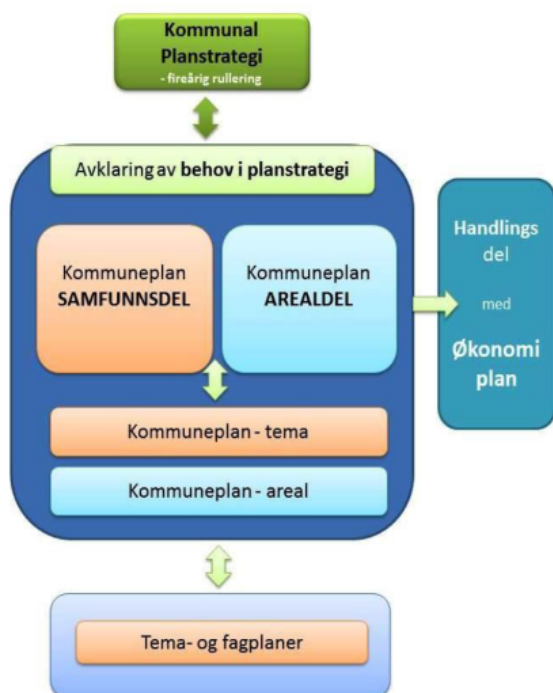 Kommunal
Planstrategi
- fireårig rullering
Avklaring av behov i planstrategi
Kommuneplan
SAMFUNNSDEL
Kommuneplan
AREALDEL
Handlings
del
med
Økonomi
plan
Kommuneplan - tema
Kommuneplan - areal
Tema- og fagplaner